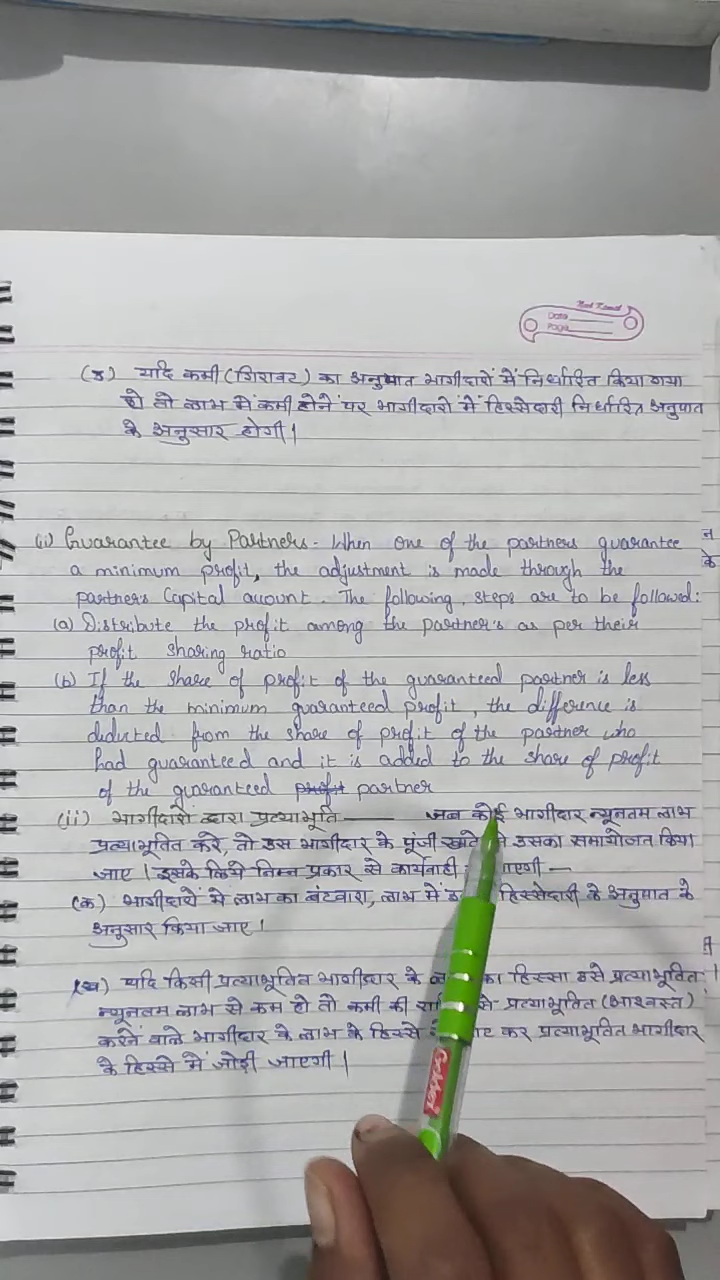 Date
Page
(ड) यदि कमी (गिरावट) का अनुपात भागीदारों में निर्धारित किया गया
हो तो लाभ में कमी होने पर भागीदारों में हिस्सेदारी निर्धारित अनुपात
के अनुसार होगी।
(ii) Guarantee by Partners - When one of the partners guarantee
न
a minimum profit, the adjustment is made through the
के
partners Capital account. The following steps are to be followed:
(a) Distribute the profit among the partner's as per their
profit sharing ratio
(b) If the share of profit of the guaranteed partner is less
than the minimum guaranteed profit, the difference is
deducted from the share of profit of the partner who
had guaranteed and it is added to the share of profit
of the guaranteed profit partner
(ii) भागीदारों द्वारा प्रत्याभूति — जब कोई भागीदार न्यूनतम लाभ
प्रत्याभूति करे, तो उस भागीदार के पूंजी खाते उसका समायोजन किया
जाए। इसके लिये निम्न प्रकार से कार्यवाही —
(क) भागीदारों में लाभ का बंटवारा, लाभ में हिस्सेदारी के अनुपात के
अनुसार किया जाए।
(ख) यदि किसी प्रत्याभूतित भागीदार के का हिस्सा उसे प्रत्याभूतित
न्यूनतम लाभ से कम हो तो कमी की प्रत्याभूतित (आश्वस्त)
करने वाले भागीदार के लाभ के हिस्से कर प्रत्याभूतित भागीदार
के हिस्से में जोड़ी जाएगी।